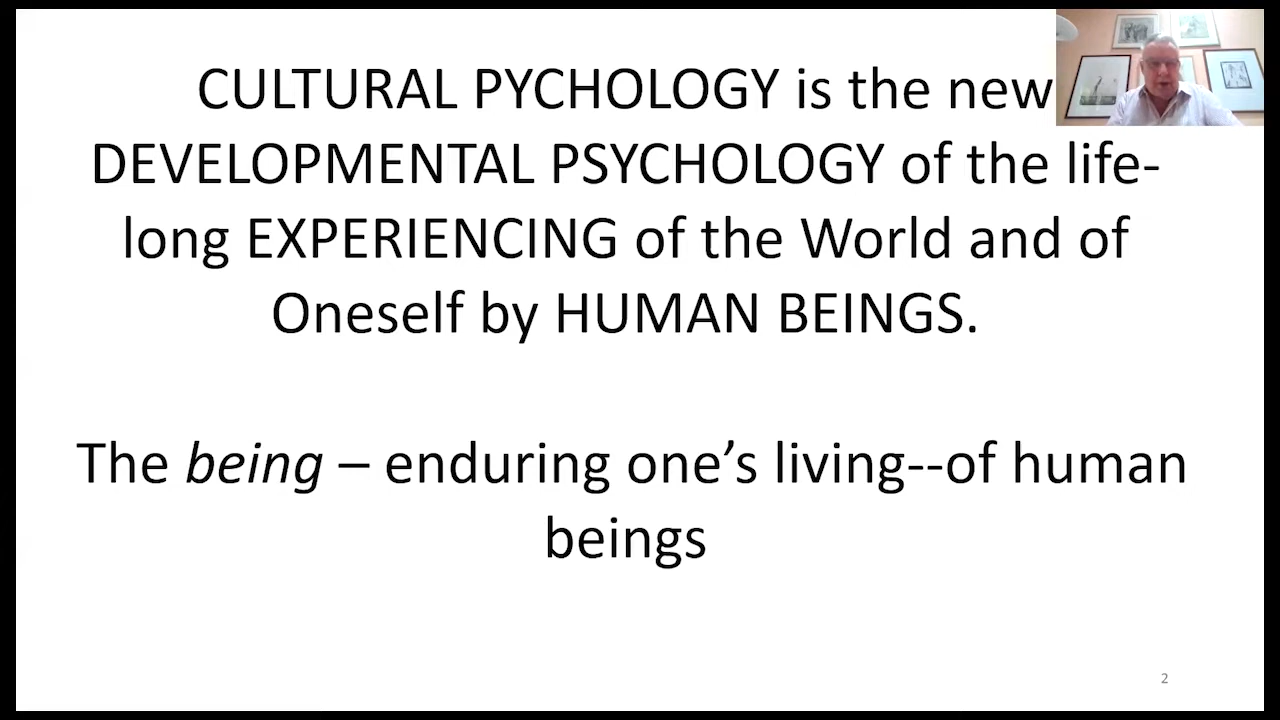 CULTURAL PYCHOLOGY is the new
DEVELOPMENTAL PSYCHOLOGY of the life-
long EXPERIENCING of the World and of
Oneself by HUMAN BEINGS.
The being – enduring one’s living--of human
beings
2